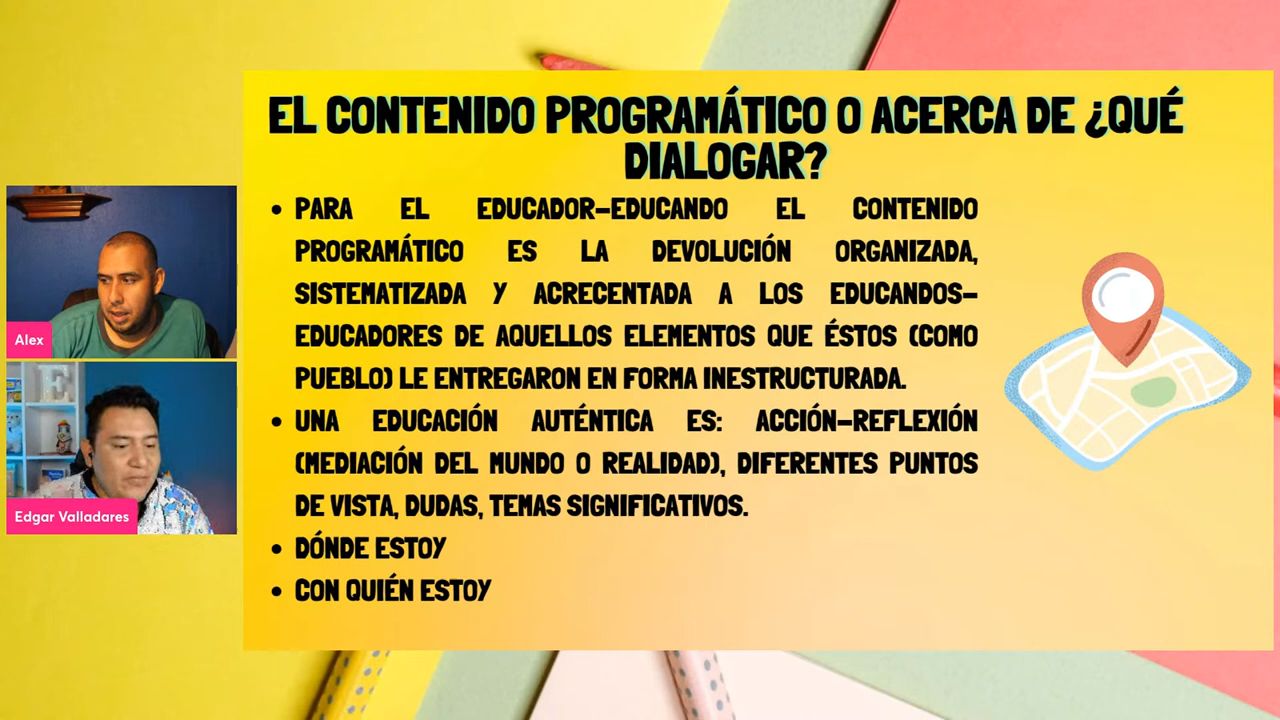 EL CONTENIDO PROGRAMÁTICO O ACERCA DE ¿QUÉ
DIALOGAR?
• PARA EL EDUCADOR-EDUCANDO EL CONTENIDO
PROGRAMÁTICO ES LA DEVOLUCIÓN ORGANIZADA,
SISTEMATIZADA Y ACRECENTADA A LOS EDUCANDOS-
EDUCADORES DE AQUELLOS ELEMENTOS QUE ÉSTOS (COMO
PUEBLO) LE ENTREGARON EN FORMA INESTRUCTURADA.
• UNA EDUCACIÓN AUTÉNTICA ES: ACCIÓN-REFLEXIÓN
(MEDIACIÓN DEL MUNDO O REALIDAD), DIFERENTES PUNTOS
DE VISTA, DUDAS, TEMAS SIGNIFICATIVOS.
• DÓNDE ESTOY
• CON QUIÉN ESTOY
Alex
Edgar Valladares